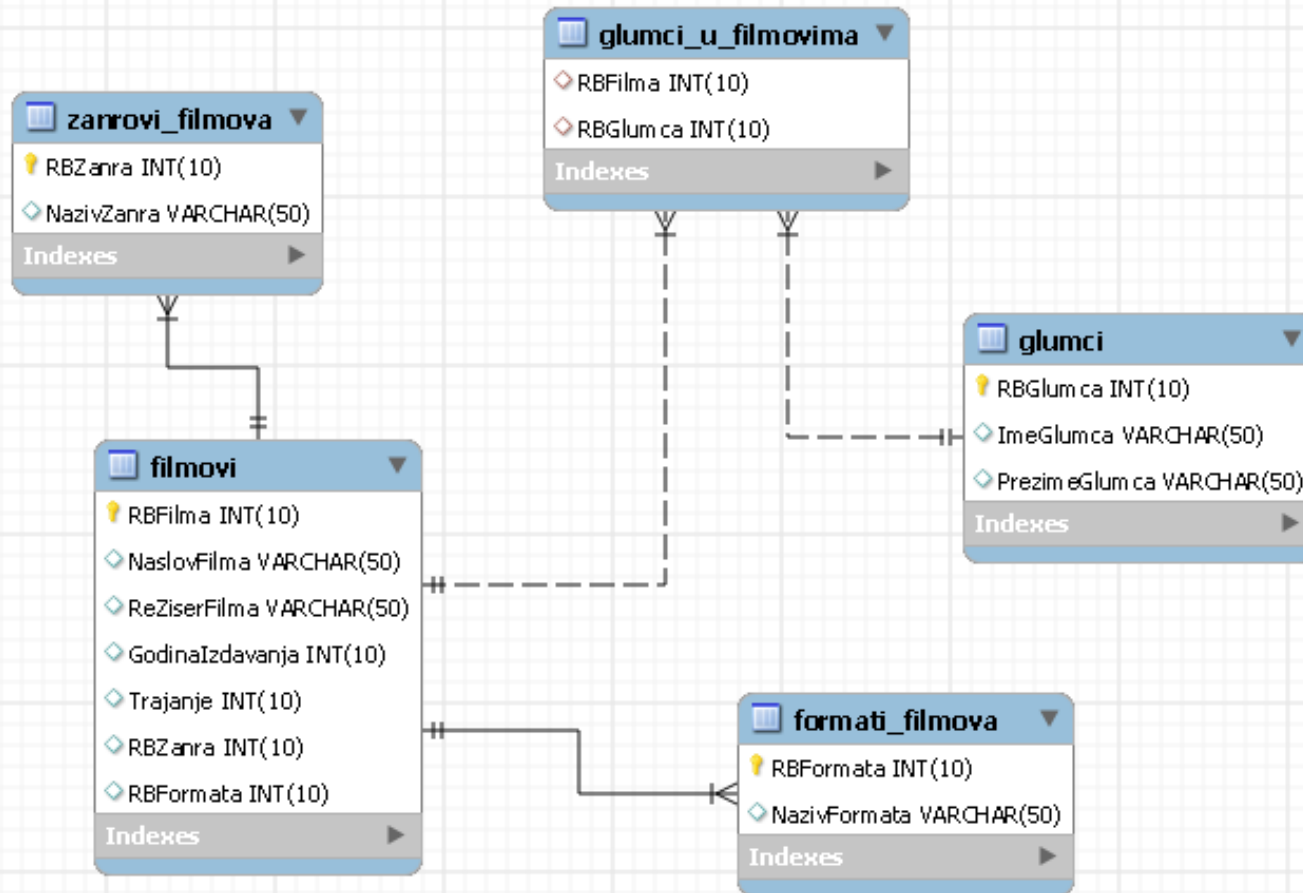 glumci_u_filmovima
RBFilma INT(10)
RBGlumca INT(10)
Indexes
zanrovi_filmova
RBZanra INT(10)
NazivZanra VARCHAR(50)
Indexes
glumci
RBGlumca INT(10)
ImeGlumca VARCHAR(50)
PrezimeGlumca VARCHAR(50)
Indexes
filmovi
RBFilma INT(10)
NaslovFilma VARCHAR(50)
ReZiserFilma VARCHAR(50)
GodinaIzdavanja INT(10)
Trajanje INT(10)
RBZanra INT(10)
RBFormata INT(10)
Indexes
formati_filmova
RBFormata INT(10)
NazivFormata VARCHAR(50)
Indexes